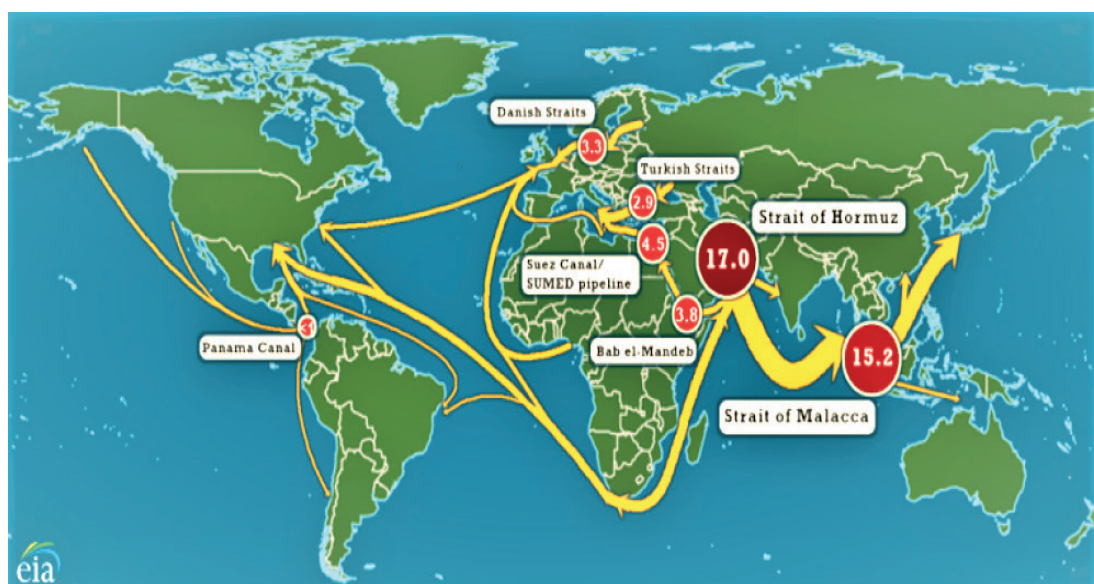 Danish Straits
3.3
Turkish Straits
2.9
Strait of Hormuz
4.5
17.0
Suez Canal/
SUMED pipeline
3.8
Panama Canal
Bab el-Mandeb
15.2
Strait of Malacca
eia